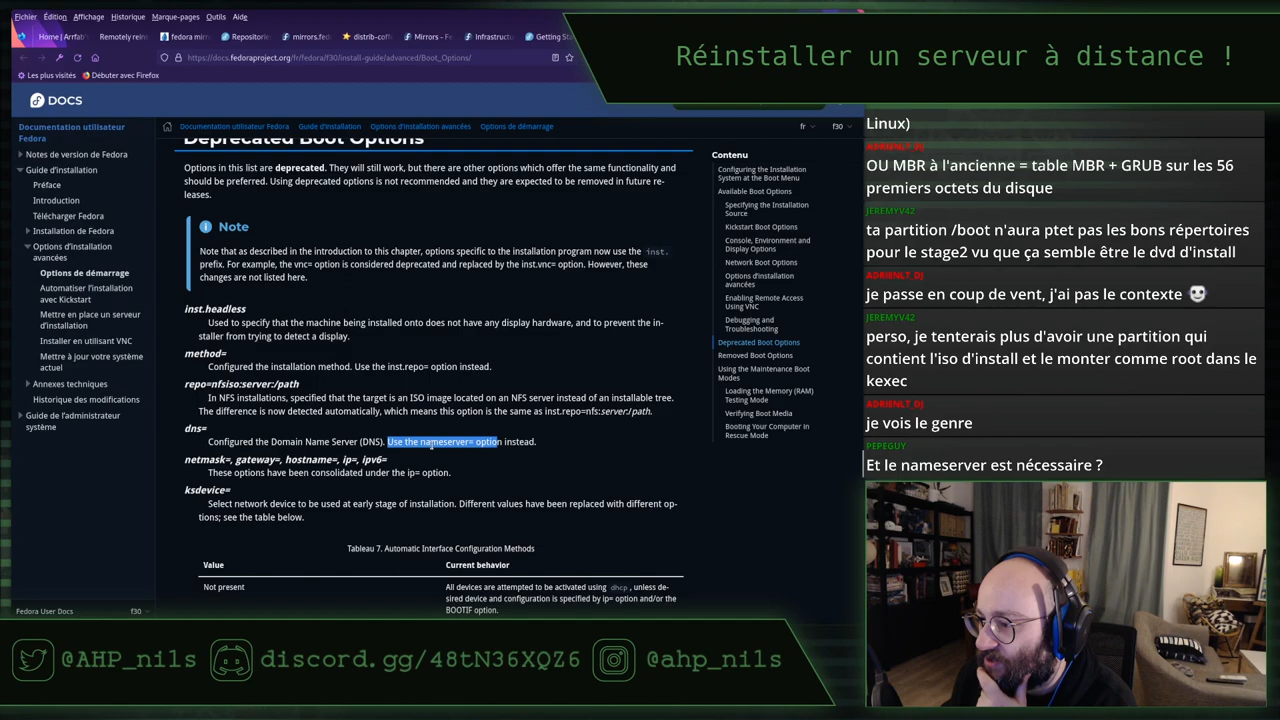 Fichier Édition Affichage Historique Marque-pages Outils Aide
Home | Arrfab's
Remotely rein
fedora mirro
Repositorie
mirrors.fed
distrib-coff
Mirrors - Fe
Infrastruct
Getting St
https://docs.fedoraproject.org/fr/fedora/f30/install-guide/advanced/Boot_Options/
Les plus visités Débuter avec Firefox
Réinstaller un serveur à distance !
DOCS
Documentation utilisateur Fedora
Notes de version de Fedora
Guide d'installation
Préface
Introduction
Télécharger Fedora
Installation de Fedora
Options d'installation
avancées
Options de démarrage
Automatiser l'installation
avec Kickstart
Mettre en place un serveur
d'installation
Installer en utilisant VNC
Mettre à jour votre système
actuel
Annexes techniques
Historique des modifications
Guide de l'administrateur
système
Fedora User Docs f30
Documentation utilisateur Fedora Guide d'installation Options d'installation avancées Options de démarrage
fr f30
Deprecated Boot Options
Options in this list are deprecated. They will still work, but there are other options which offer the same functionality and
should be preferred. Using deprecated options is not recommended and they are expected to be removed in future re-
leases.
Note
Note that as described in the introduction to this chapter, options specific to the installation program now use the inst.
prefix. For example, the vnc= option is considered deprecated and replaced by the inst.vnc= option. However, these
changes are not listed here.
inst.headless
Used to specify that the machine being installed onto does not have any display hardware, and to prevent the in-
staller from trying to detect a display.
method=
Configured the installation method. Use the inst.repo= option instead.
repo=nfsiso:server:/path
In NFS installations, specified that the target is an ISO image located on an NFS server instead of an installable tree.
The difference is now detected automatically, which means this option is the same as inst.repo=nfs:server:/path.
dns=
Configured the Domain Name Server (DNS). Use the nameserver= option instead.
netmask=, gateway=, hostname=, ip=, ipv6=
These options have been consolidated under the ip= option.
ksdevice=
Select network device to be used at early stage of installation. Different values have been replaced with different op-
tions; see the table below.
Tableau 7. Automatic Interface Configuration Methods
Value Current behavior
Not present All devices are attempted to be activated using dhcp, unless de-
sired device and configuration is specified by ip= option and/or the
BOOTIF option.
Contenu
Configuring the Installation
System at the Boot Menu
Available Boot Options
Specifying the Installation
Source
Kickstart Boot Options
Console, Environment and
Display Options
Network Boot Options
Options d'installation
avancées
Enabling Remote Access
Using VNC
Debugging and
Troubleshooting
Deprecated Boot Options
Removed Boot Options
Using the Maintenance Boot
Modes
Loading the Memory (RAM)
Testing Mode
Verifying Boot Media
Booting Your Computer in
Rescue Mode
Linux)
ADRIENLT_DJ
OU MBR à l'ancienne = table MBR + GRUB sur les 56
premiers octets du disque
JEREMYV42
ta partition /boot n'aura ptet pas les bons répertoires
pour le stage2 vu que ça semble être le dvd d'install
ADRIENLT_DJ
je passe en coup de vent, j'ai pas le contexte
JEREMYV42
perso, je tenterais plus d'avoir une partition qui
contient l'iso d'install et le monter comme root dans le
kexec
ADRIENLT_DJ
je vois le genre
PEPEGUY
Et le nameserver est nécessaire ?
@AHP_nils discord.gg/48tN36XQZ6 @ahp_nils